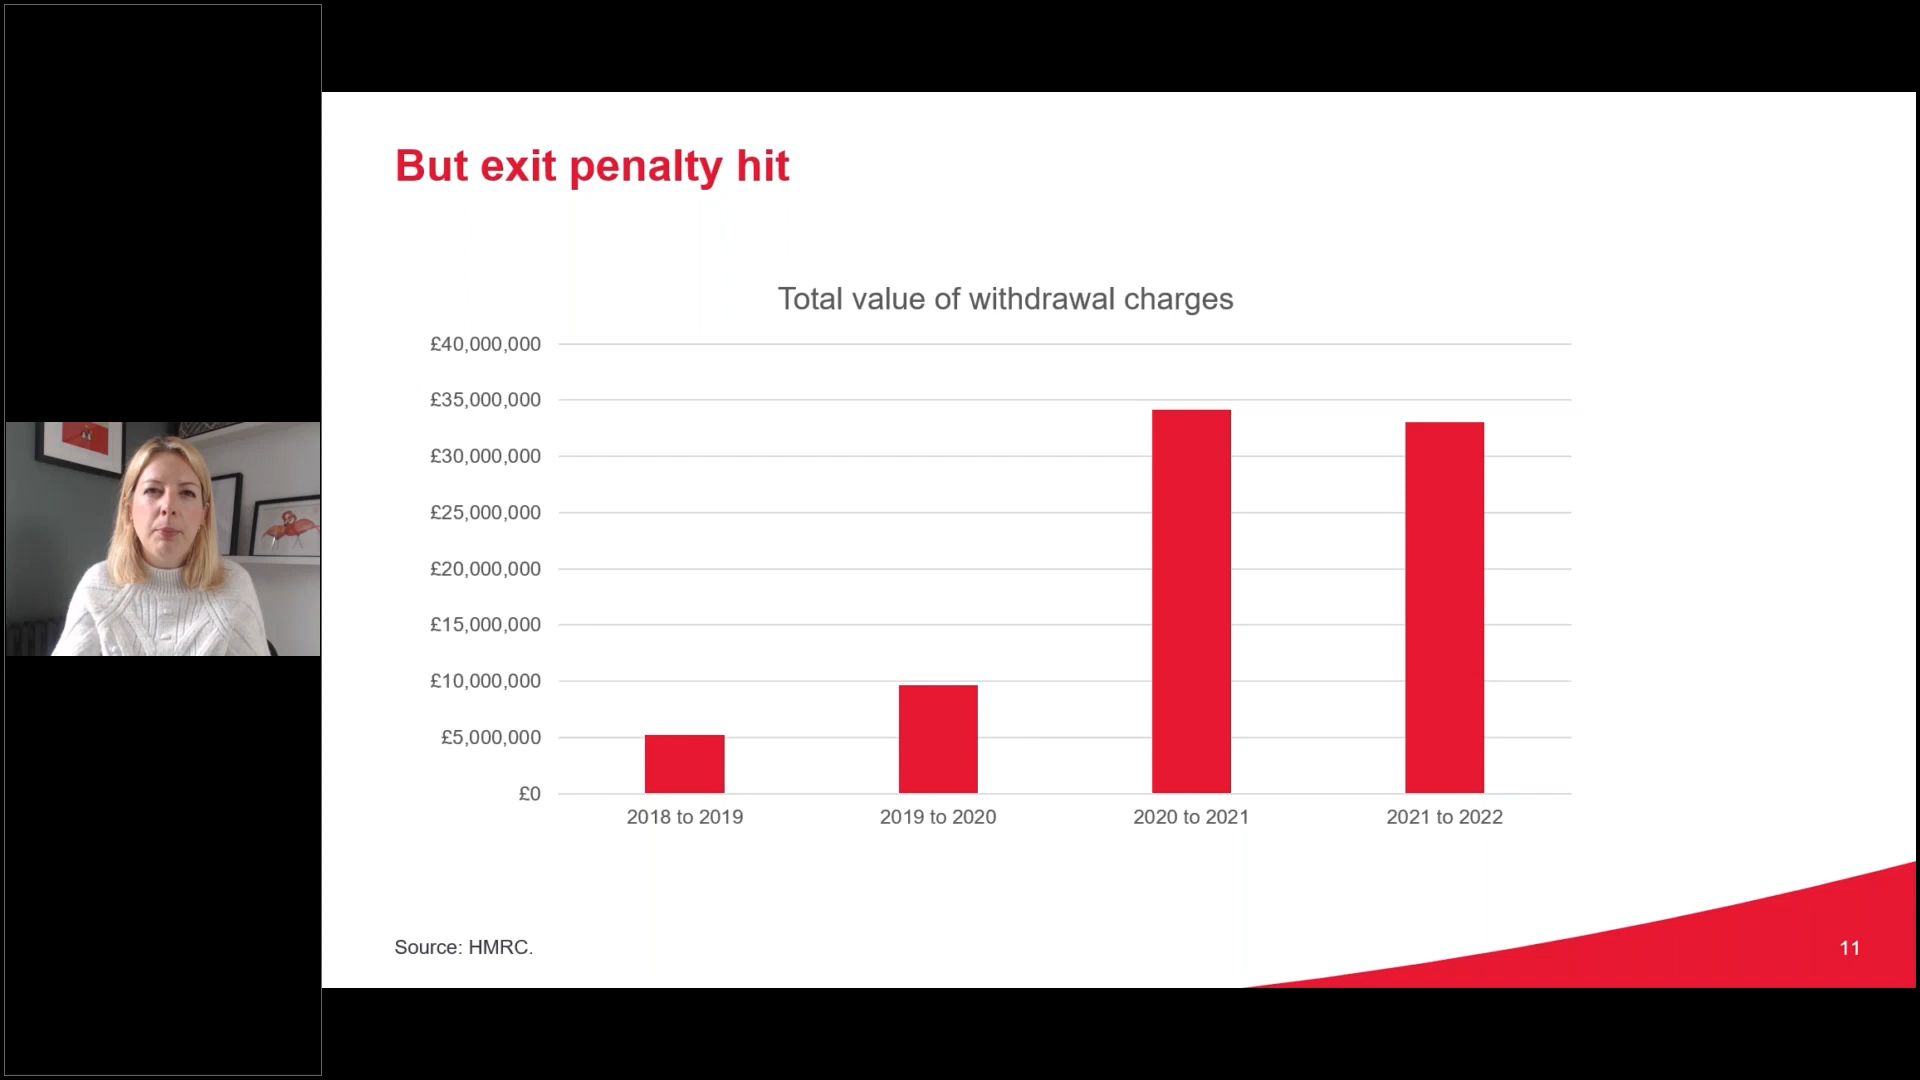 But exit penalty hit
Total value of withdrawal charges
£40,000,000
£35,000,000
£30,000,000
£25,000,000
£20,000,000
£15,000,000
£10,000,000
£5,000,000
£0
2018 to 2019
2019 to 2020
2020 to 2021
2021 to 2022
Source: HMRC.
11